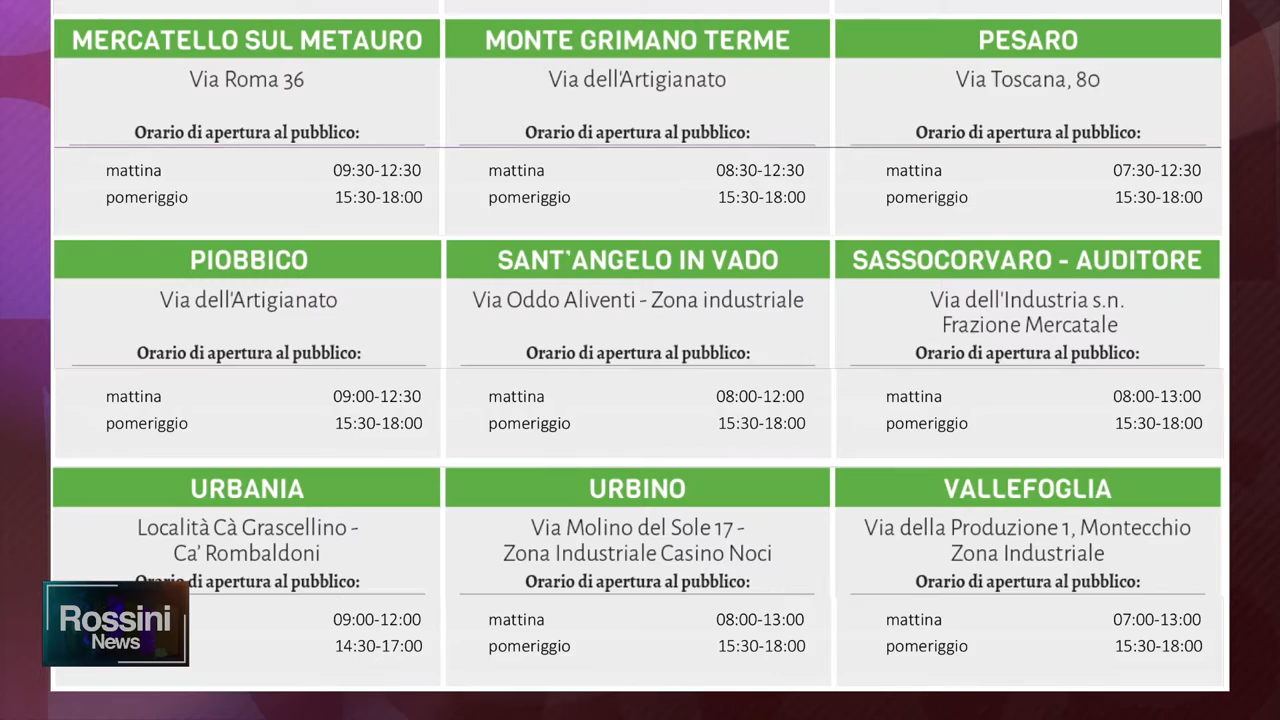 MERCATELLO SUL METAURO
Via Roma 36
Orario di apertura al pubblico:
mattina 09:30-12:30
pomeriggio 15:30-18:00
MONTE GRIMANO TERME
Via dell'Artigianato
Orario di apertura al pubblico:
mattina 08:30-12:30
pomeriggio 15:30-18:00
PESARO
Via Toscana, 80
Orario di apertura al pubblico:
mattina 07:30-12:30
pomeriggio 15:30-18:00
PIOBBICO
Via dell'Artigianato
Orario di apertura al pubblico:
mattina 09:00-12:30
pomeriggio 15:30-18:00
SANT'ANGELO IN VADO
Via Oddo Aliventi - Zona industriale
Orario di apertura al pubblico:
mattina 08:00-12:00
pomeriggio 15:30-18:00
SASSOCORVARO - AUDITORE
Via dell'Industria s.n.
Frazione Mercatale
Orario di apertura al pubblico:
mattina 08:00-13:00
pomeriggio 15:30-18:00
URBANIA
Località Cà Grascellino -
Ca' Rombaldoni
Orario di apertura al pubblico:
09:00-12:00
14:30-17:00
URBINO
Via Molino del Sole 17 -
Zona Industriale Casino Noci
Orario di apertura al pubblico:
mattina 08:00-13:00
pomeriggio 15:30-18:00
VALLEFOGLIA
Via della Produzione 1, Montecchio
Zona Industriale
Orario di apertura al pubblico:
mattina 07:00-13:00
pomeriggio 15:30-18:00
Rossini
News